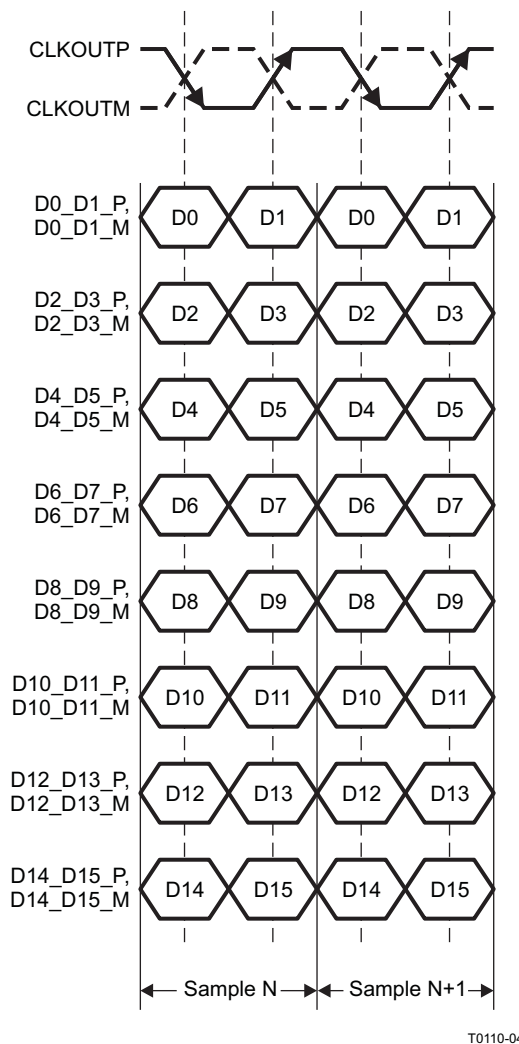 CLKOUTP
CLKOUTM
D0_D1_P,
D0_D1_M
D0 D1 D0 D1
D2_D3_P,
D2_D3_M
D2 D3 D2 D3
D4_D5_P,
D4_D5_M
D4 D5 D4 D5
D6_D7_P,
D6_D7_M
D6 D7 D6 D7
D8_D9_P,
D8_D9_M
D8 D9 D8 D9
D10_D11_P,
D10_D11_M
D10 D11 D10 D11
D12_D13_P,
D12_D13_M
D12 D13 D12 D13
D14_D15_P,
D14_D15_M
D14 D15 D14 D15
Sample N Sample N+1
T0110-04